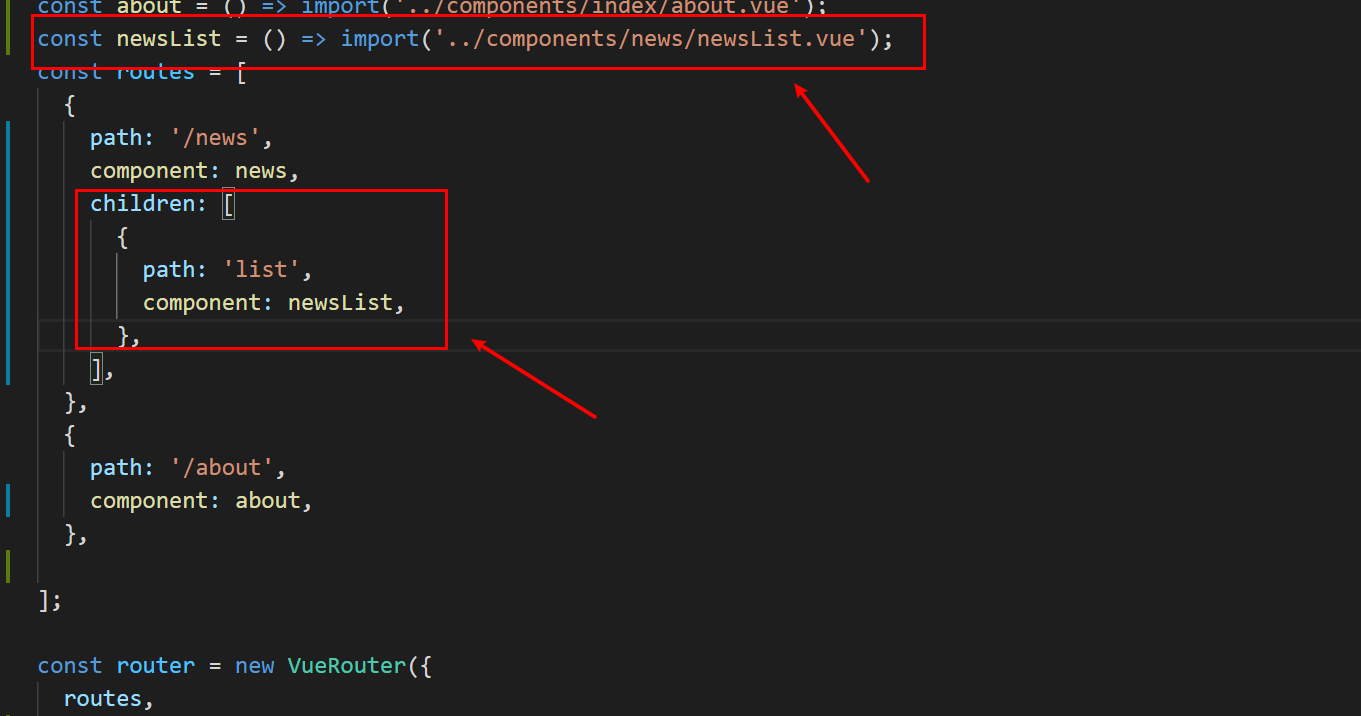 const about = () => import('../components/index/about.vue');
const newsList = () => import('../components/news/newsList.vue');
const routes = [
{
path: '/news',
component: news,
children: [
{
path: 'list',
component: newsList,
},
],
},
{
path: '/about',
component: about,
},
];
const router = new VueRouter({
routes,